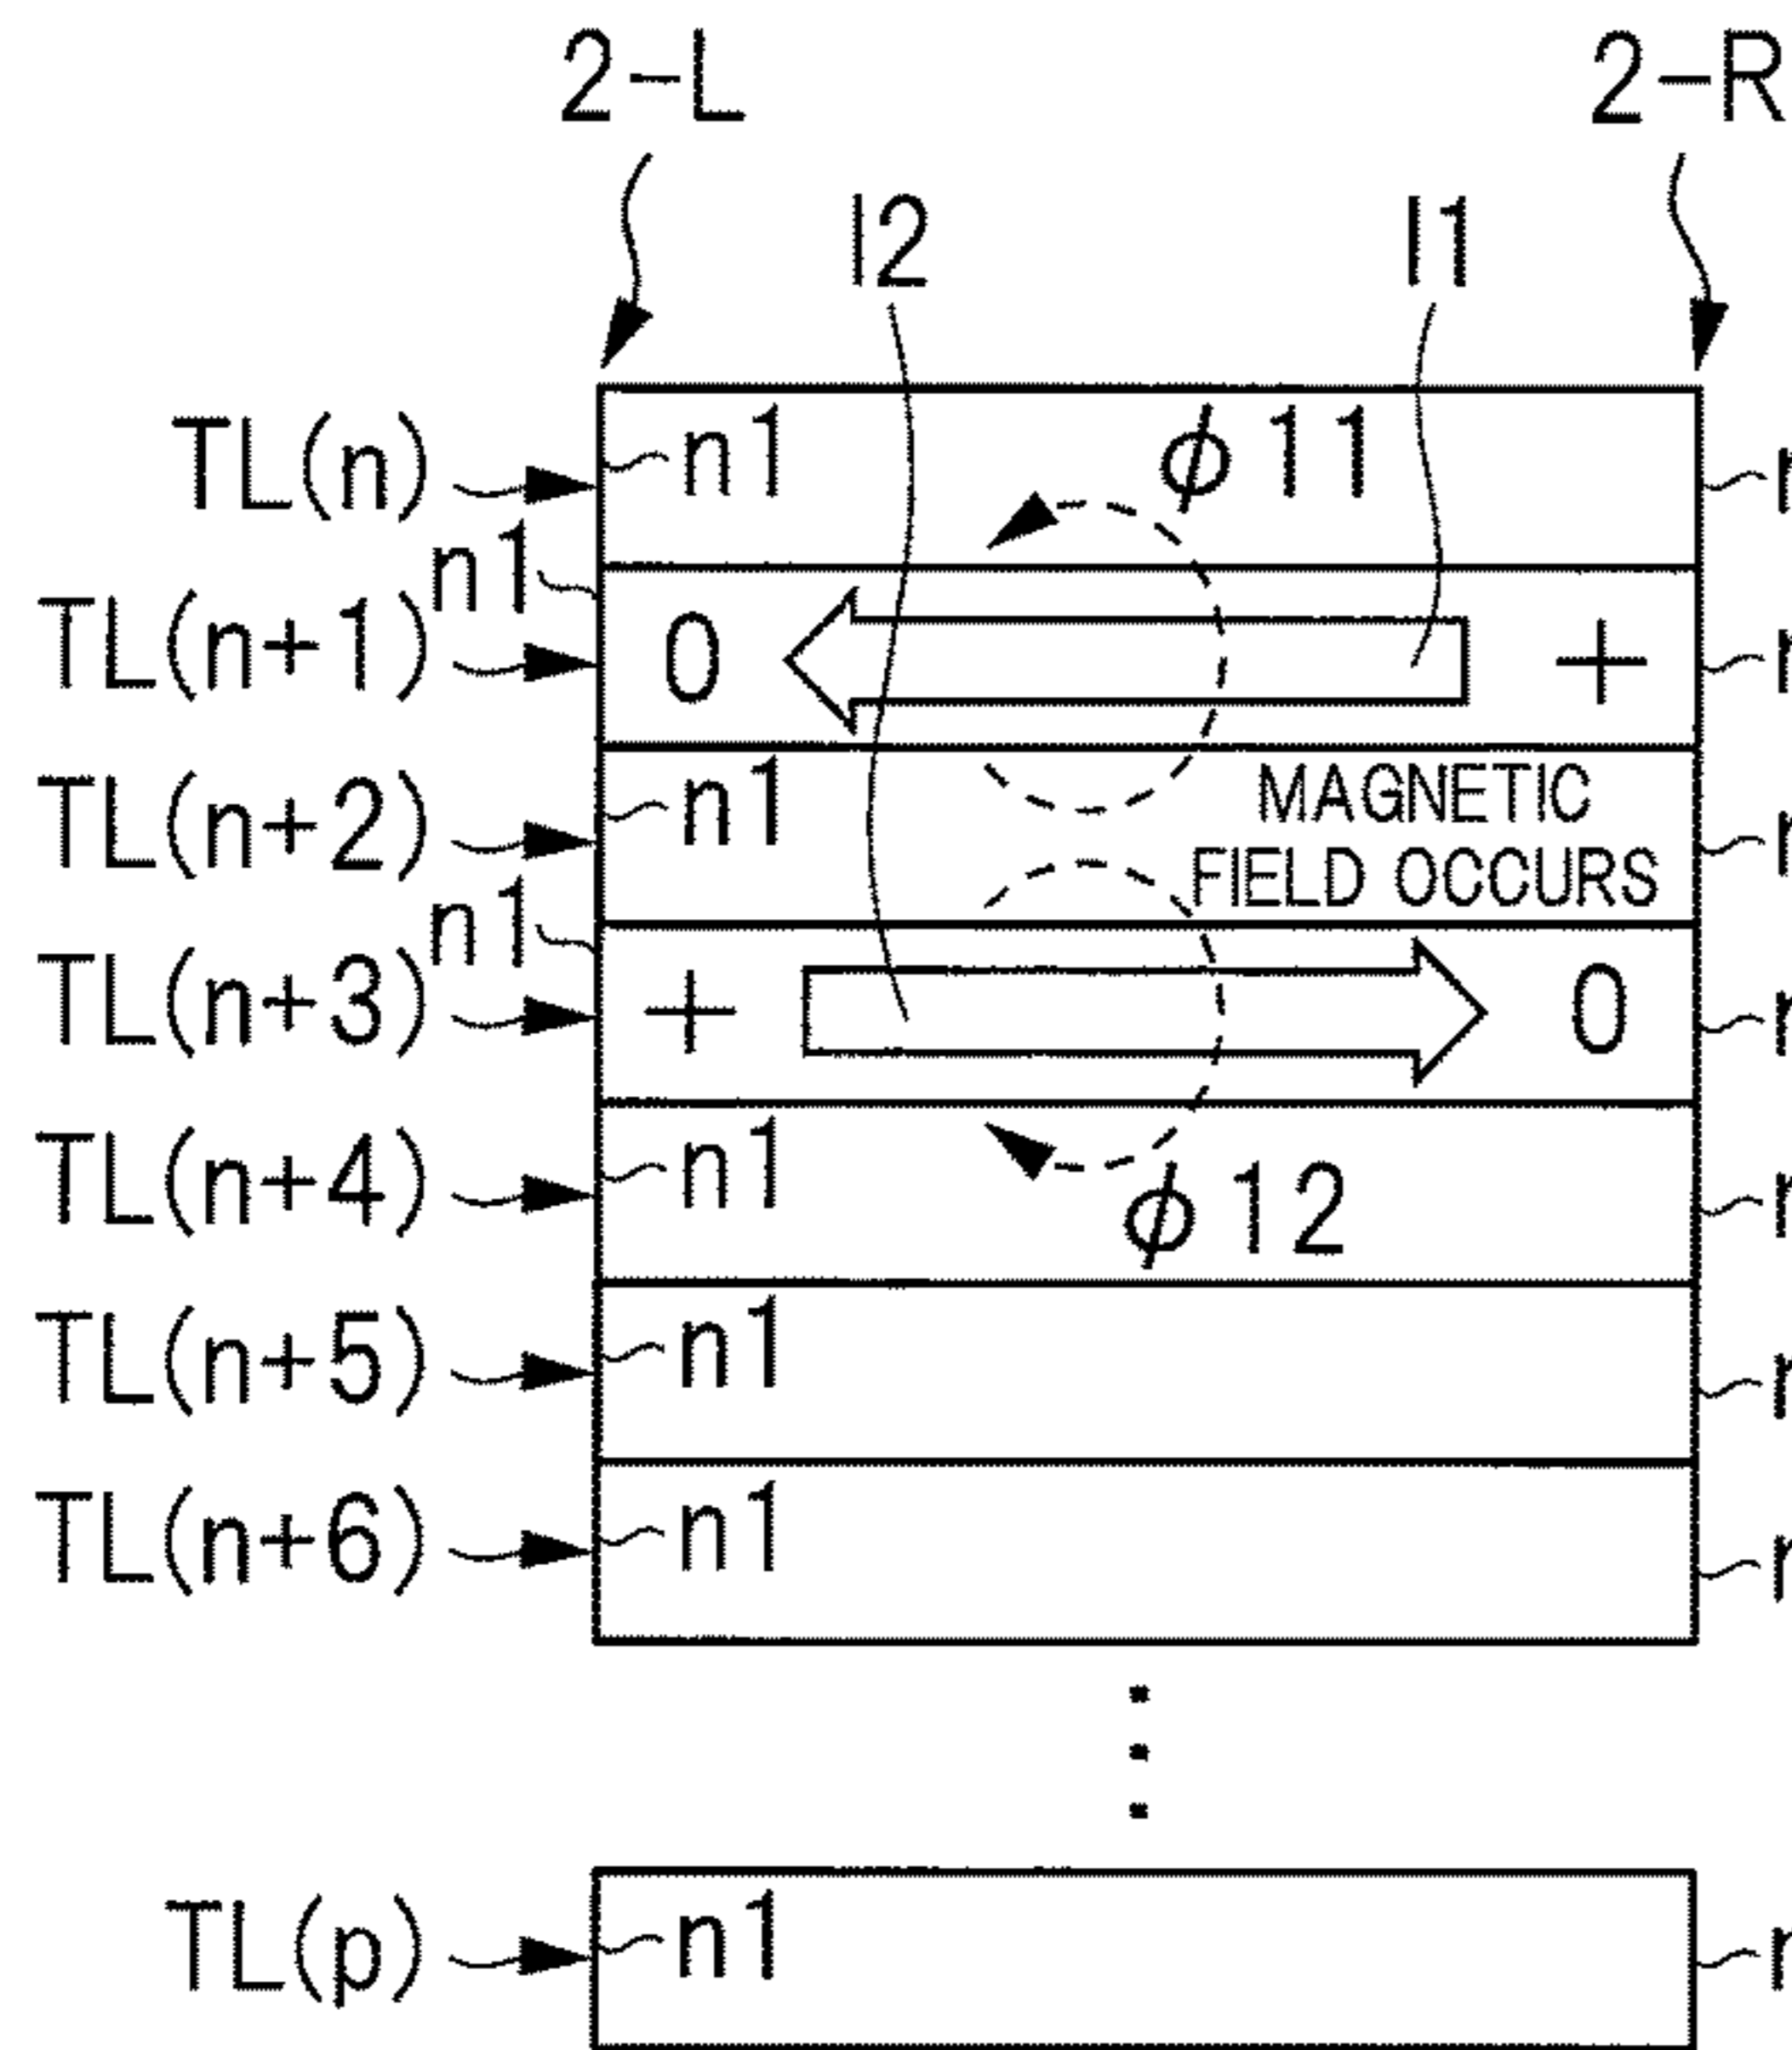 2-L 2-R
I2 I1
TL(n) n1 ϕ11
n1
TL(n+1) 0 +
TL(n+2) n1 MAGNETIC
FIELD OCCURS
n1
TL(n+3) + 0
TL(n+4) n1 ϕ12
TL(n+5) n1
TL(n+6) n1
TL(p) n1